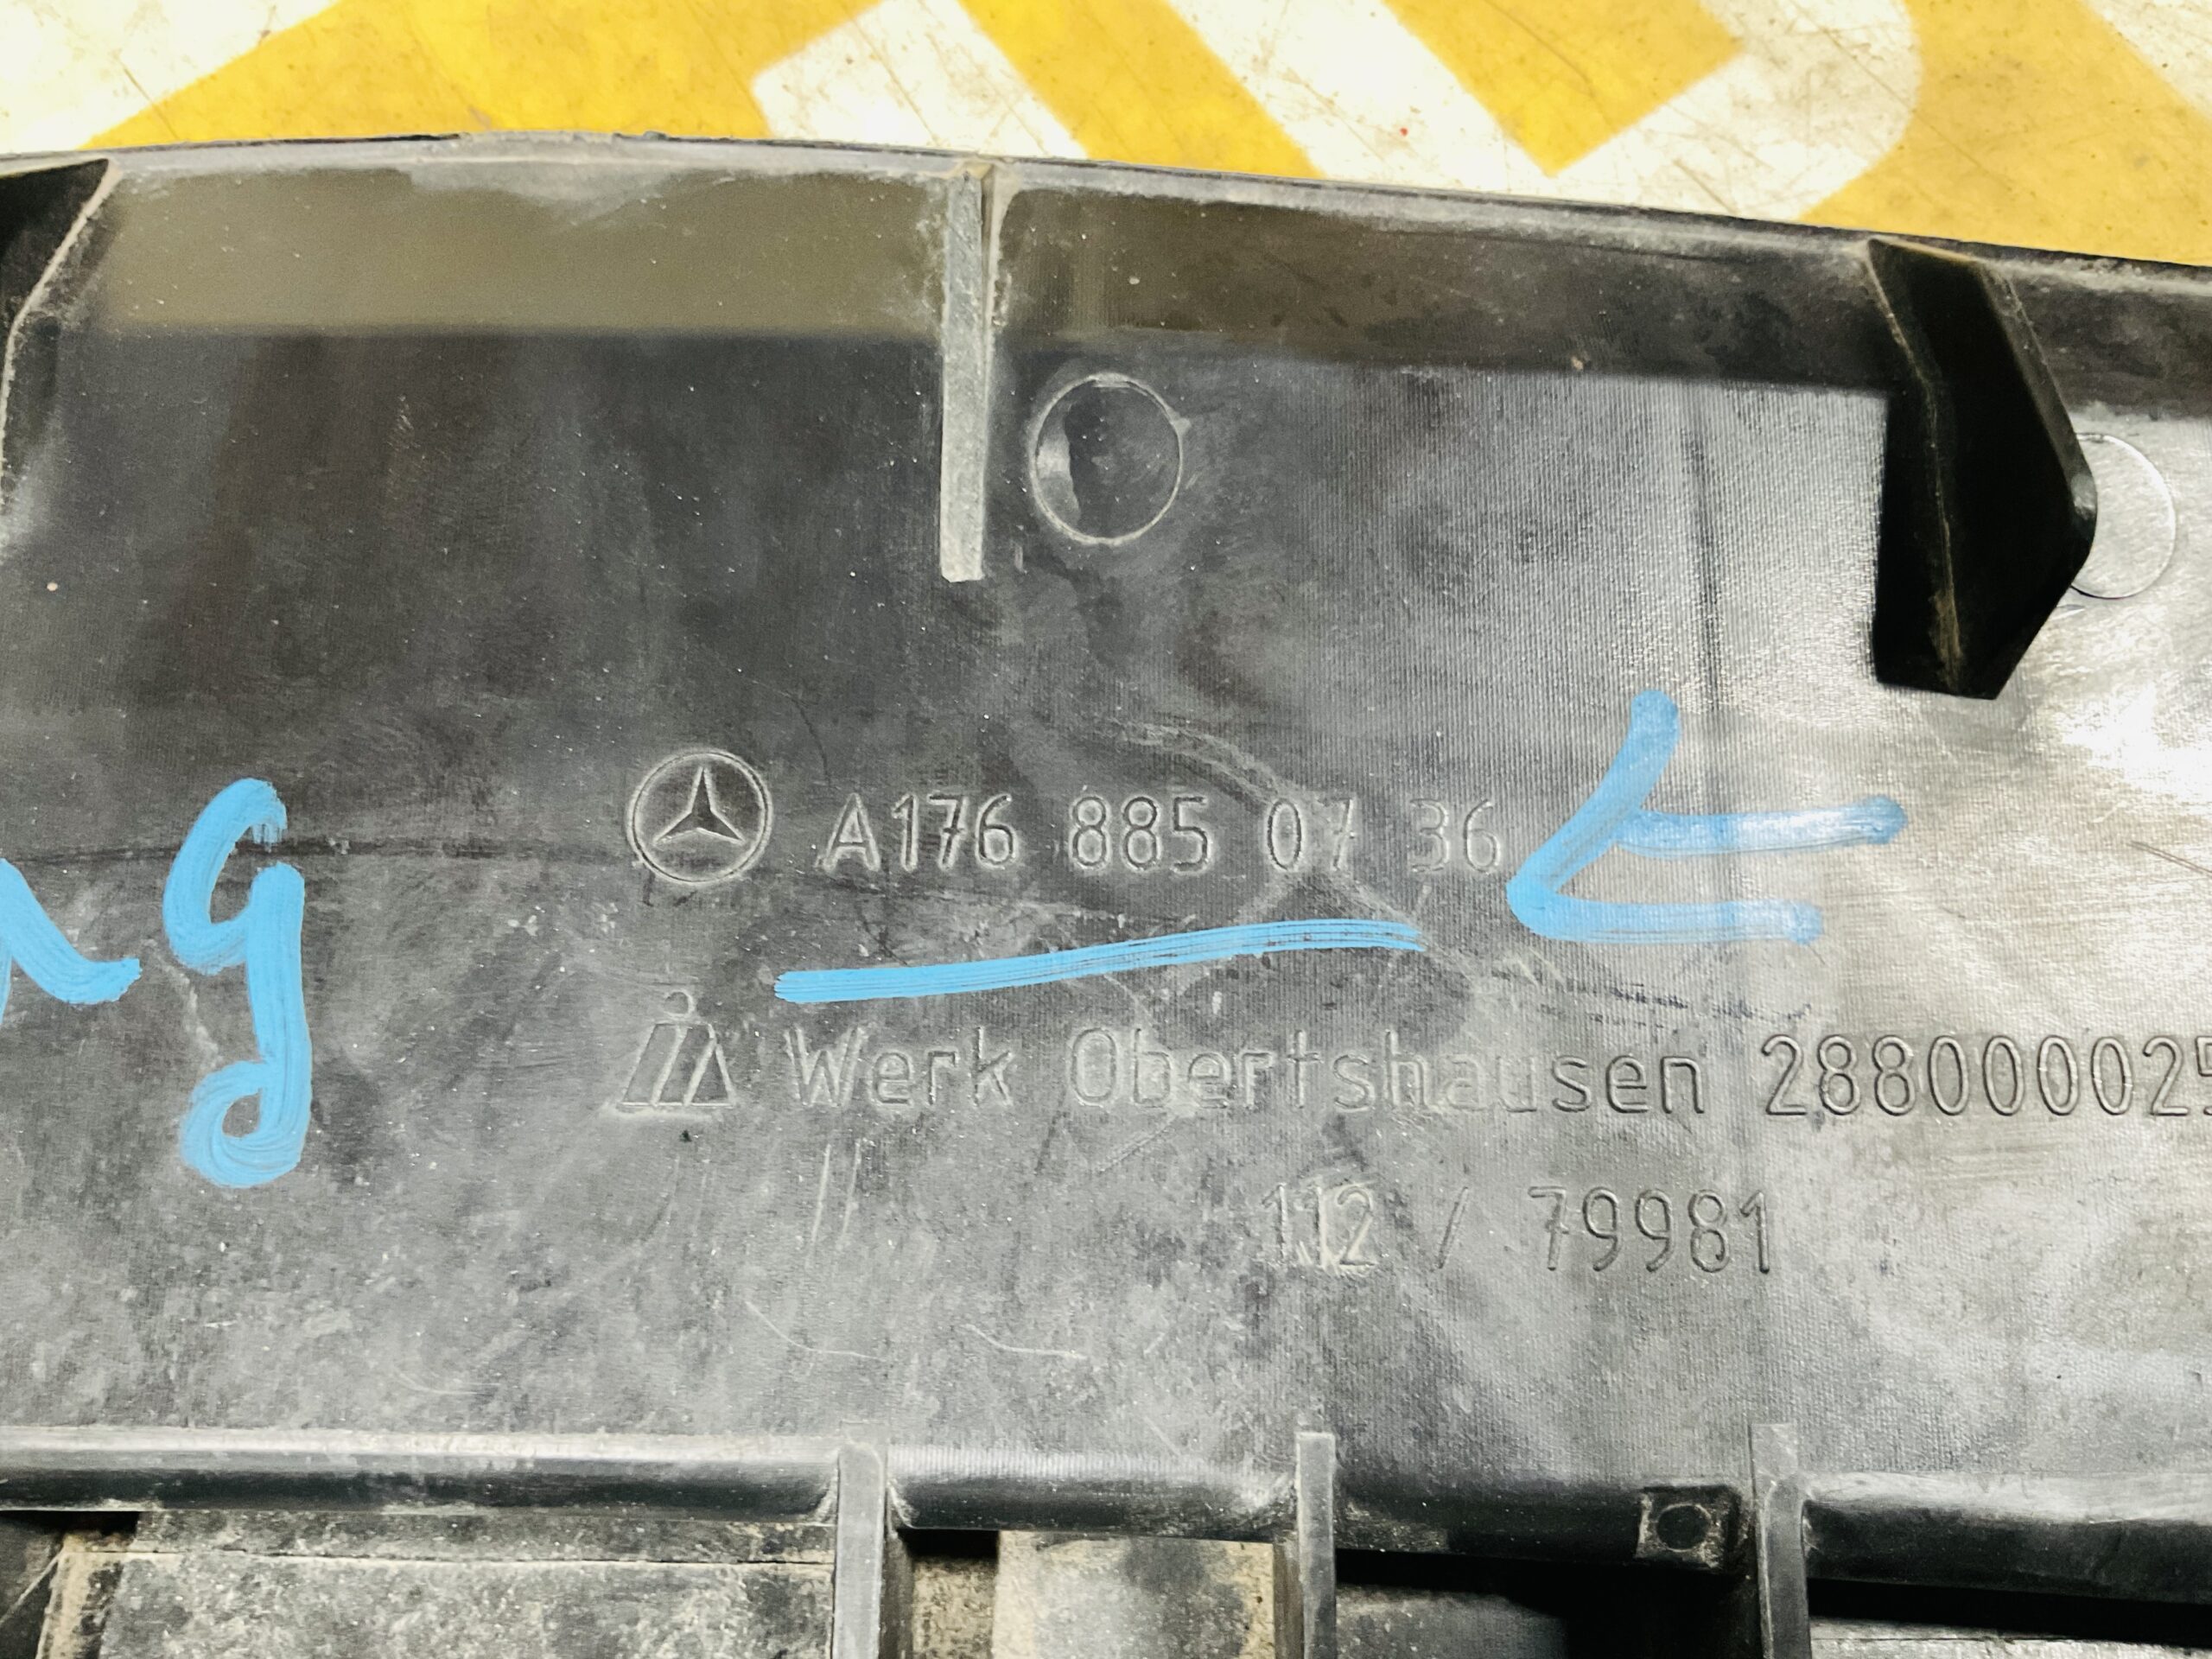 A176 885 07 36
Werk Obertshausen 288000025
112 / 79981